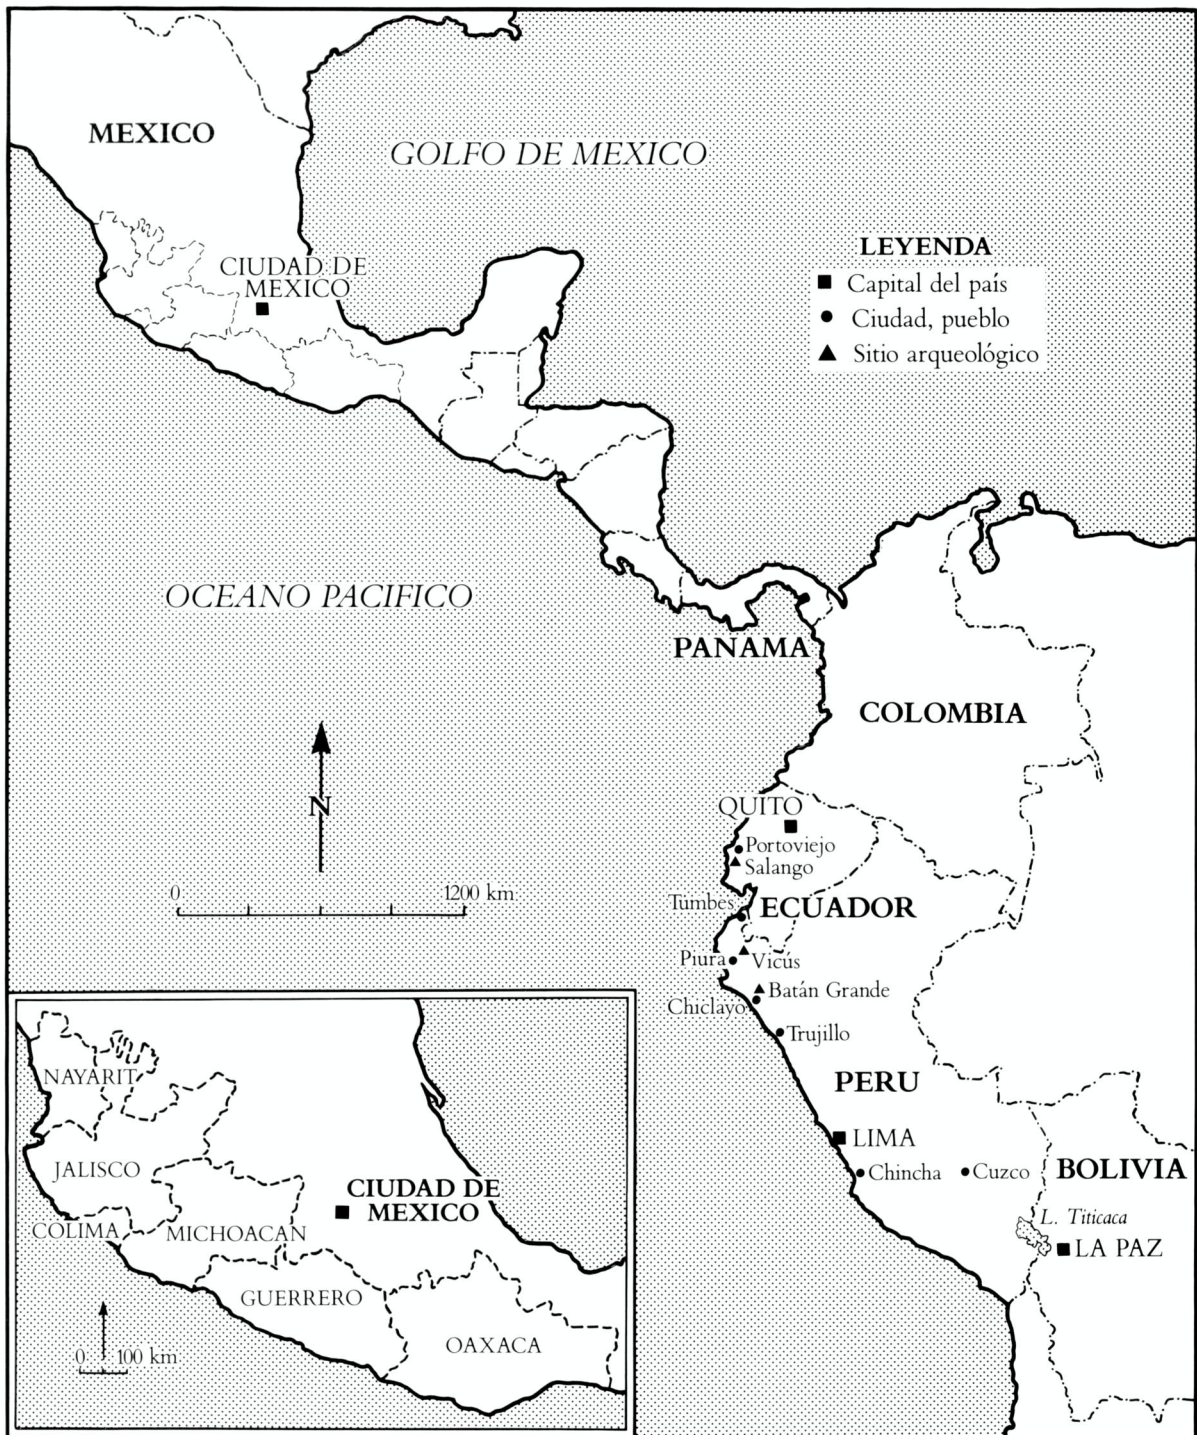 MEXICO
GOLFO DE MEXICO
LEYENDA
Capital del país
Ciudad, pueblo
Sitio arqueológico
CIUDAD DE
MEXICO
OCEANO PACIFICO
PANAMA
COLOMBIA
N
0 1200 km
QUITO
Portoviejo
Salango
Tumbes
ECUADOR
Piura
Vicús
Batán Grande
Chiclayo
Trujillo
PERU
LIMA
Chincha
Cuzco
BOLIVIA
L. Titicaca
LA PAZ
NAYARIT
JALISCO
COLIMA
MICHOACAN
CIUDAD DE
MEXICO
GUERRERO
OAXACA
0 100 km